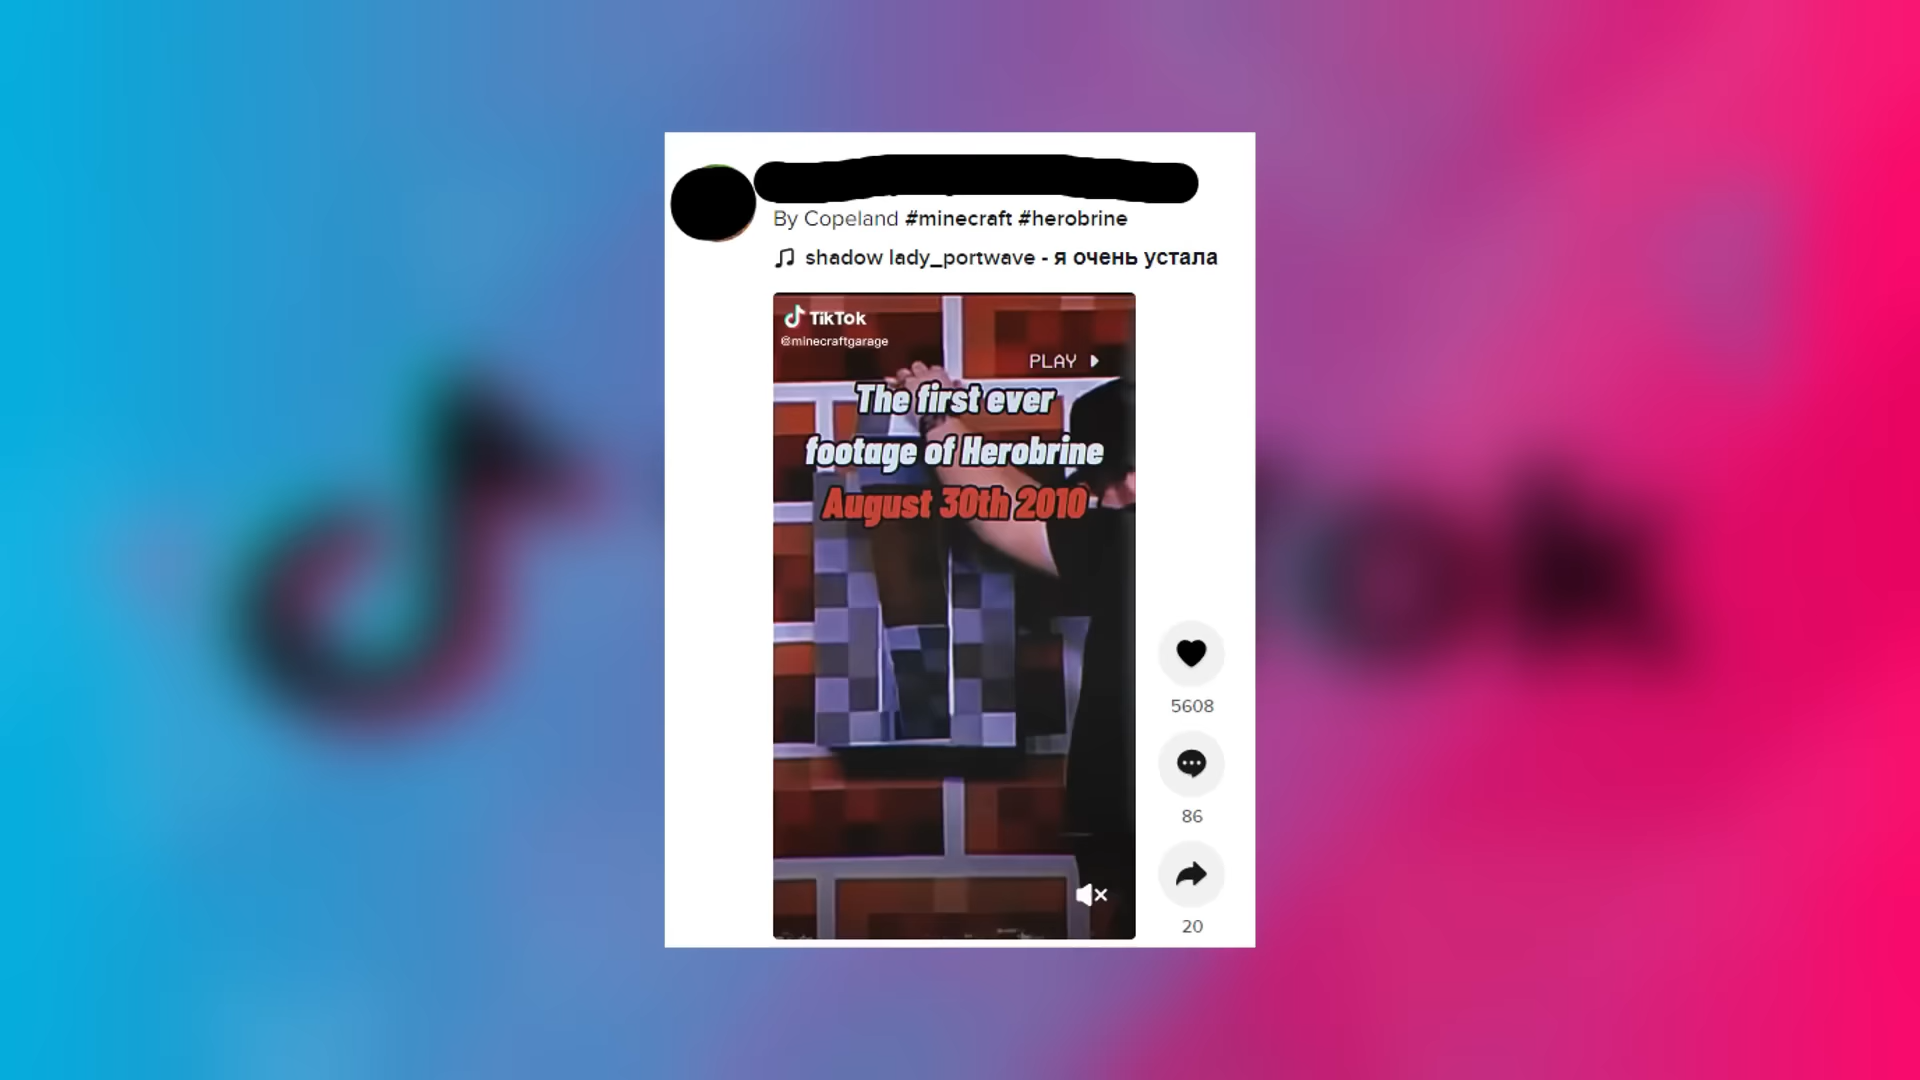 By Copeland #minecraft #herobrine
shadow lady_portwave - я очень устала
TikTok
@minecraftgarage
PLAY
The first ever
footage of Herobrine
August 30th 2010
5608
86
20